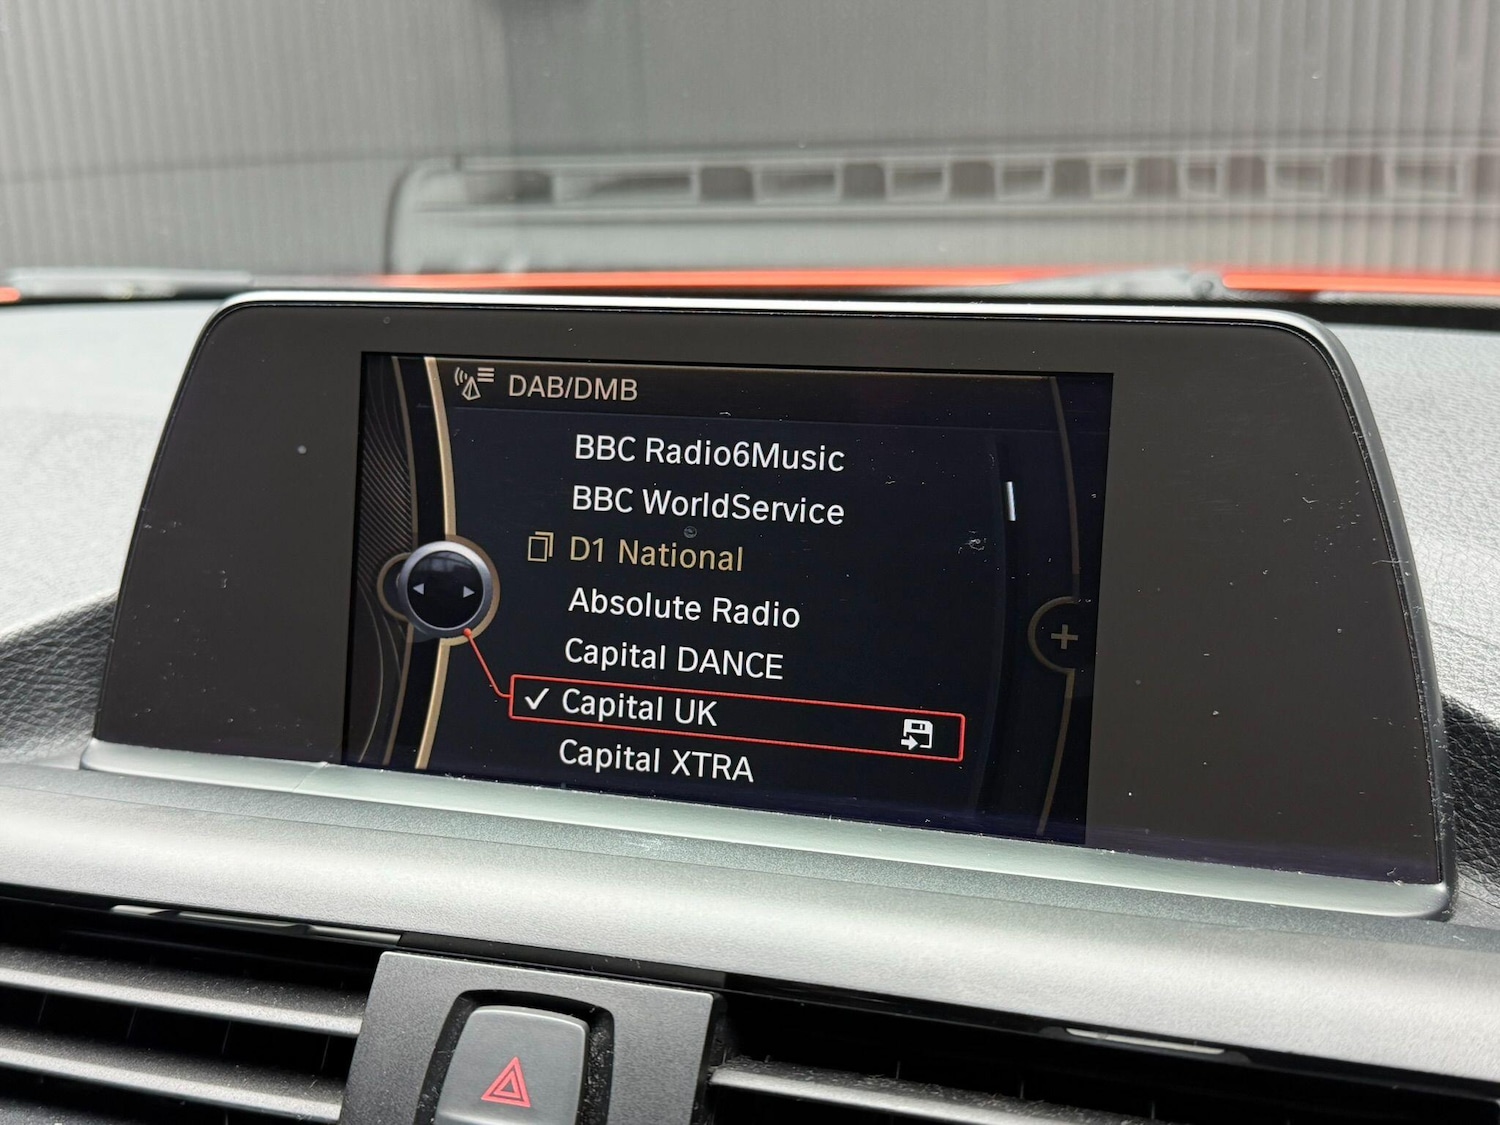 DAB/DMB
BBC Radio6Music
BBC WorldService
D1 National
Absolute Radio
Capital DANCE
Capital UK
Capital XTRA